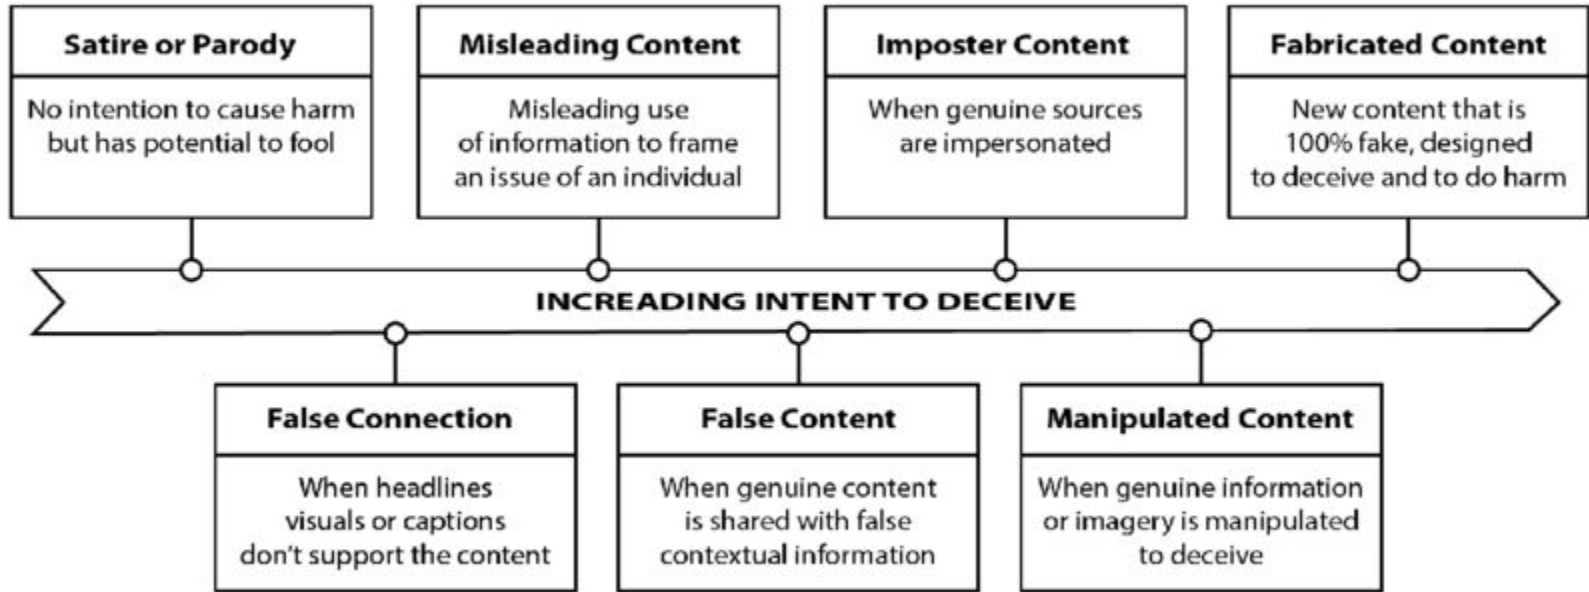 Satire or Parody
No intention to cause harm
but has potential to fool
Misleading Content
Misleading use
of information to frame
an issue of an individual
Imposter Content
When genuine sources
are impersonated
Fabricated Content
New content that is
100% fake, designed
to deceive and to do harm
INCREADING INTENT TO DECEIVE
False Connection
When headlines
visuals or captions
don't support the content
False Content
When genuine content
is shared with false
contextual information
Manipulated Content
When genuine information
or imagery is manipulated
to deceive